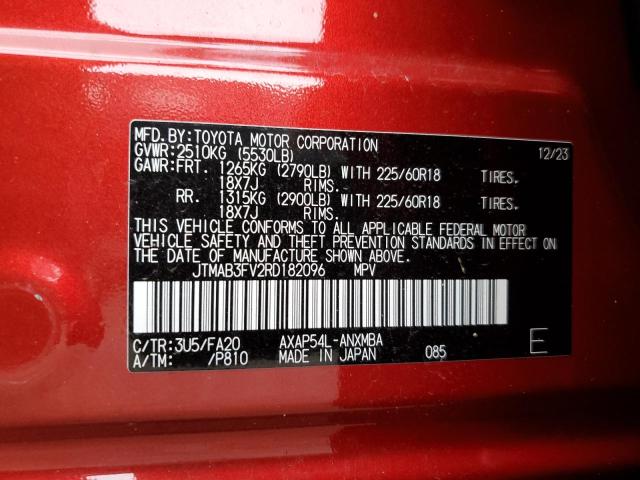 MFD.BY:TOYOTA MOTOR CORPORATION
GVWR:2510KG (5530LB) 12/23
GAWR:FRT. 1265KG (2790LB) WITH 225/60R18 TIRES.
18X7J RIMS.
RR. 1315KG (2900LB) WITH 225/60R18 TIRES.
18X7J RIMS.
THIS VEHICLE CONFORMS TO ALL APPLICABLE FEDERAL MOTOR
VEHICLE SAFETY AND THEFT PREVENTION STANDARDS IN EFFECT ON
THE DATE OF MANUFACTURE SHOWN ABOVE.
JTMAB3FV2RD182096 MPV
C/TR:3U5/FA20 AXAP54L-ANXMBA
A/TM: /P810 MADE IN JAPAN 085 E